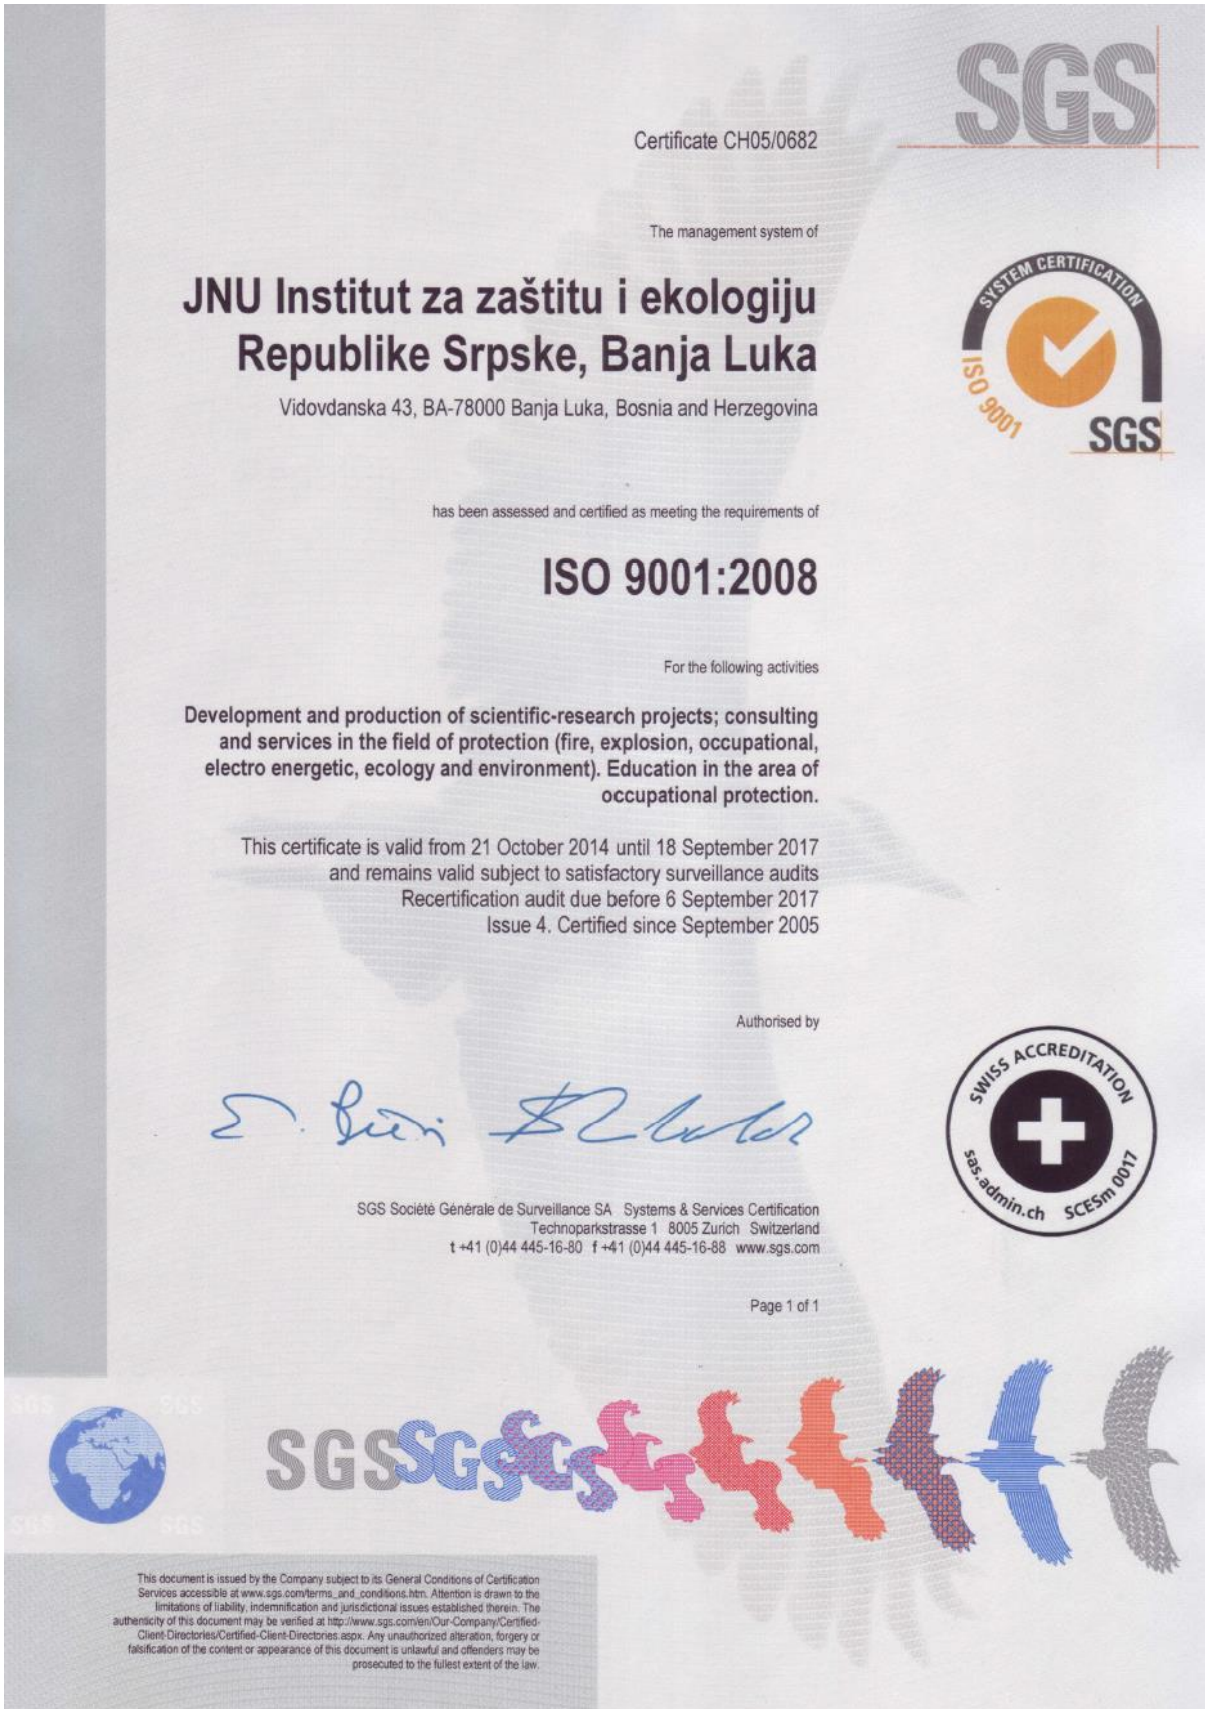 SGS
Certificate CH05/0682
The management system of
JNU Institut za zaštitu i ekologiju
Republike Srpske, Banja Luka
Vidovdanska 43, BA-78000 Banja Luka, Bosnia and Herzegovina
SYSTEM CERTIFICATION
ISO 9001
SGS
has been assessed and certified as meeting the requirements of
ISO 9001:2008
For the following activities
Development and production of scientific-research projects; consulting
and services in the field of protection (fire, explosion, occupational,
electro energetic, ecology and environment). Education in the area of
occupational protection.
This certificate is valid from 21 October 2014 until 18 September 2017
and remains valid subject to satisfactory surveillance audits
Recertification audit due before 6 September 2017
Issue 4. Certified since September 2005
Authorised by
SWISS ACCREDITATION
sas.admin.ch SCESm 0017
SGS Société Générale de Surveillance SA Systems & Services Certification
Technoparkstrasse 1 8005 Zurich Switzerland
t +41 (0)44 445-16-80 f +41 (0)44 445-16-88 www.sgs.com
Page 1 of 1
SGS SGS
SGS SGS
SGS SGS SGS
This document is issued by the Company subject to its General Conditions of Certification
Services accessible at www.sgs.com/terms_and_conditions.htm. Attention is drawn to the
limitations of liability, indemnification and jurisdictional issues established therein. The
authenticity of this document may be verified at http://www.sgs.com/en/Our-Company/Certified-
Client-Directories/Certified-Client-Directories.aspx. Any unauthorized alteration, forgery or
falsification of the content or appearance of this document is unlawful and offenders may be
prosecuted to the fullest extent of the law.